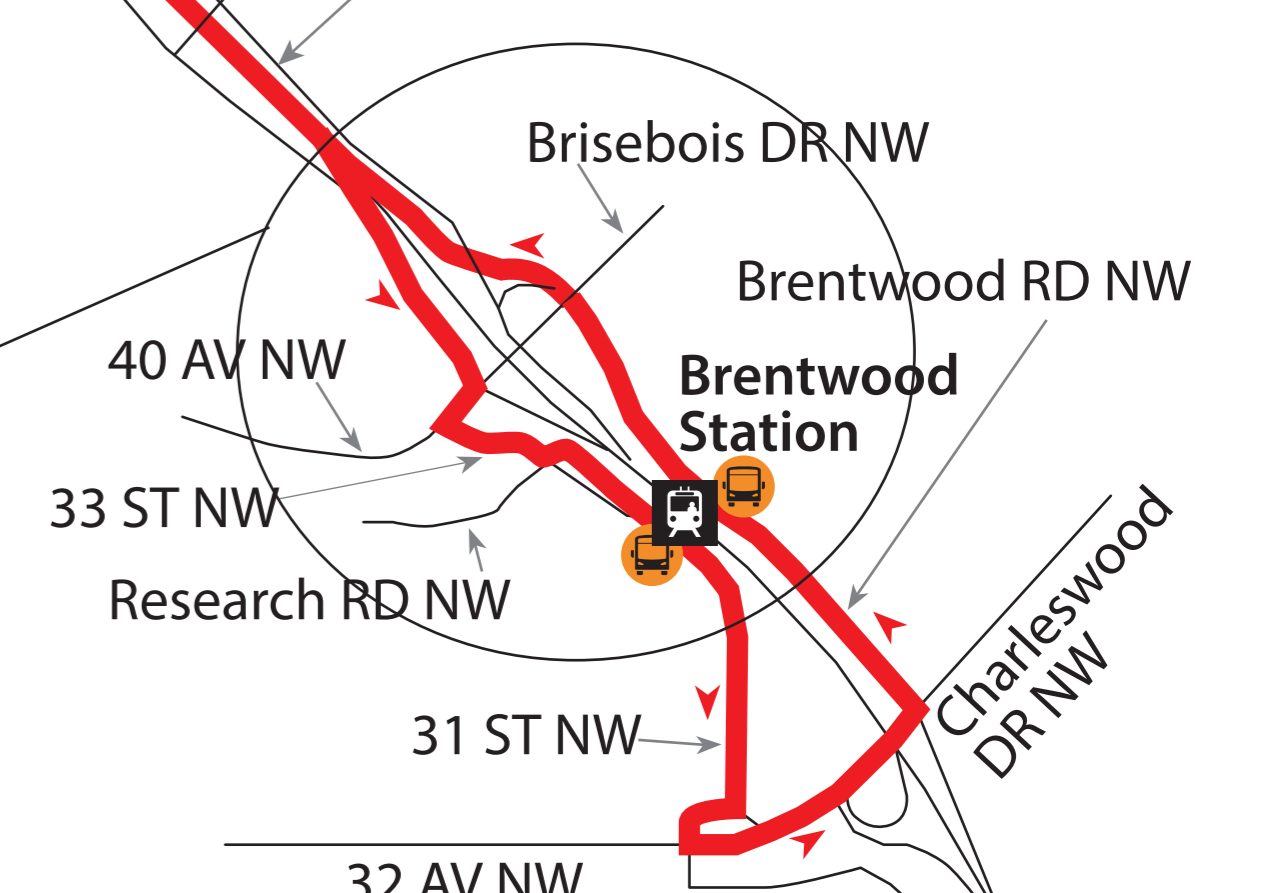 Brisebois DR NW
Brentwood RD NW
40 AV NW
Brentwood
Station
33 ST NW
Research RD NW
Charleswood
DR NW
31 ST NW
32 AV NW